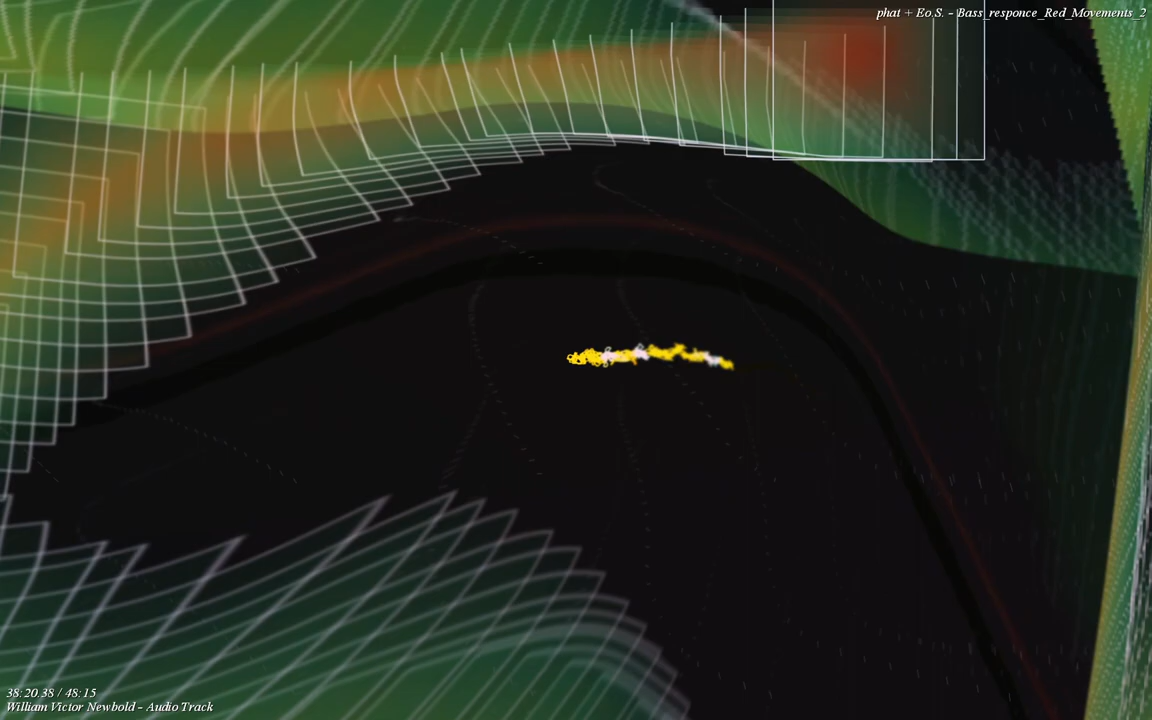 phat + Eo.S. - Bass_responce_Red_Movements_2
38:20.38 / 48:15
William Victor Newbold - Audio Track